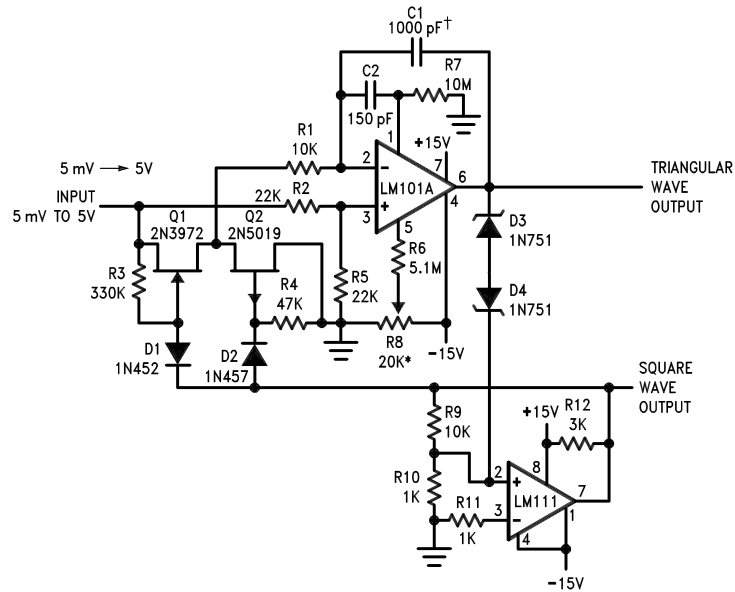 C1
1000 pF†
C2
150 pF
R7
10M
R1
10K
+15V
5 mV → 5V
INPUT
5 mV TO 5V
22K
R2
1
2
−
LM101A
+
3
7
6
4
5
TRIANGULAR
WAVE
OUTPUT
Q1
2N3972
Q2
2N5019
D3
1N751
R3
330K
R4
47K
R5
22K
R6
5.1M
D4
1N751
R8
20K*
−15V
D1
1N452
D2
1N457
SQUARE
WAVE
OUTPUT
R9
10K
+15V
R12
3K
R10
1K
R11
1K
2
+
LM111
3
−
8
7
1
4
−15V